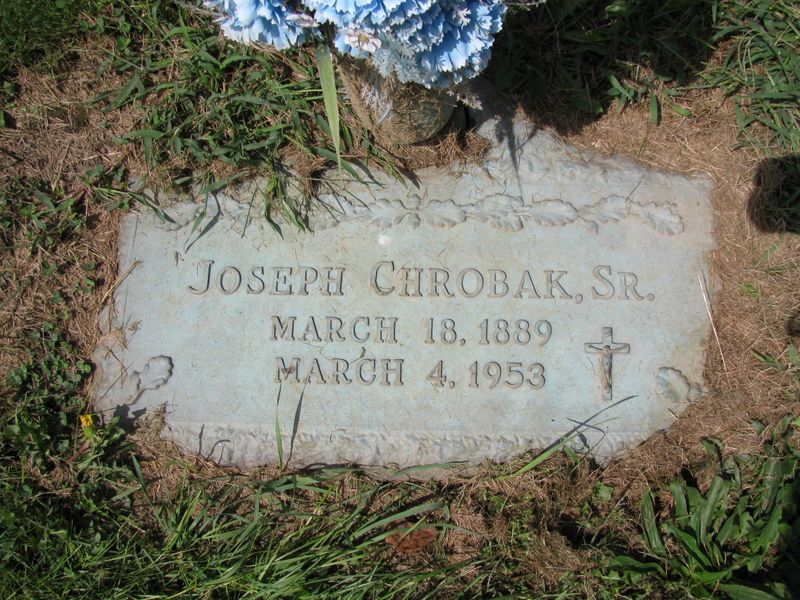 JOSEPH CHROBAK, SR.
MARCH 18, 1889
MARCH 4, 1953